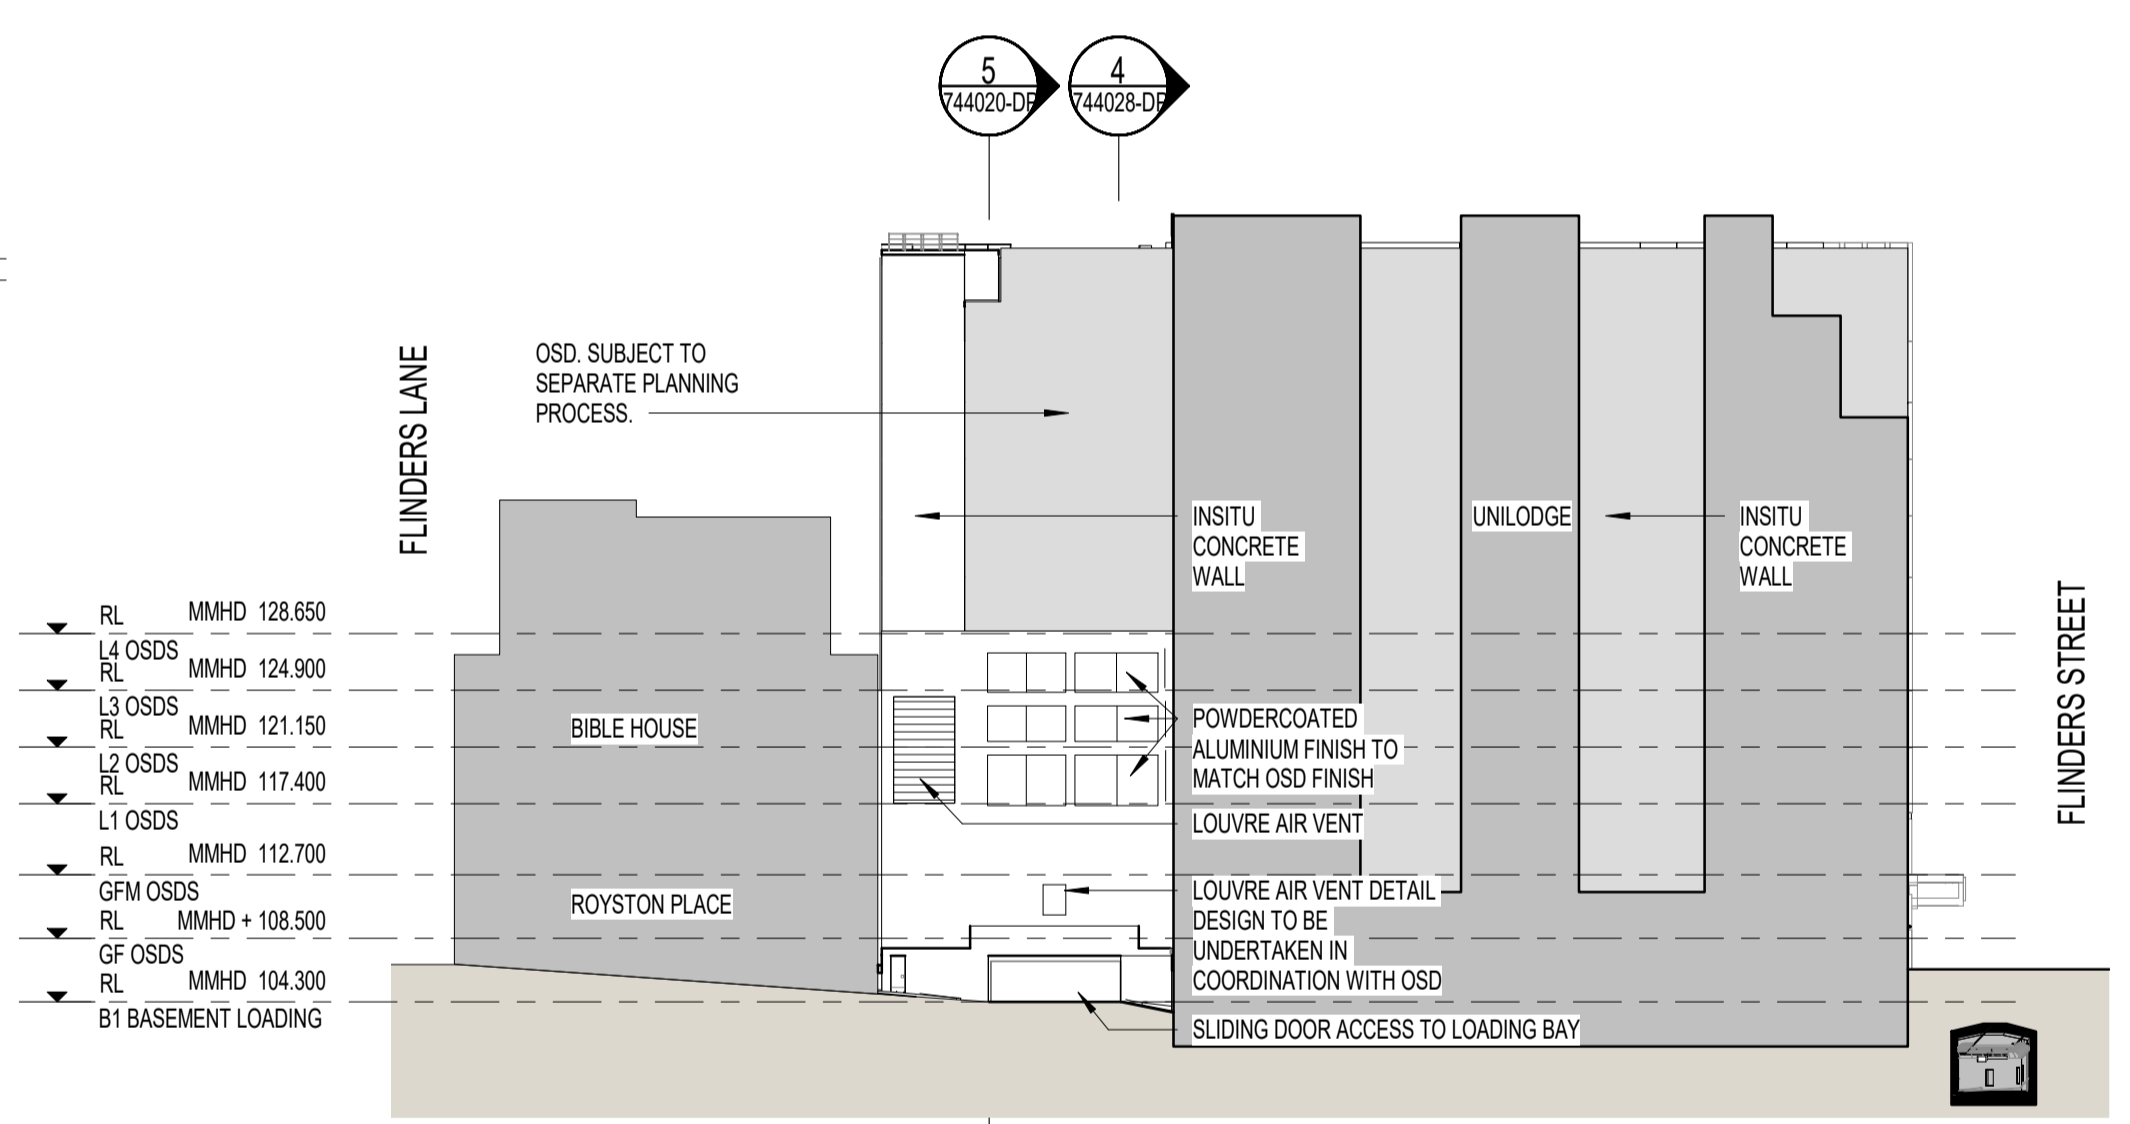 5
744020-DP
4
744028-DP
FLINDERS LANE
OSD. SUBJECT TO
SEPARATE PLANNING
PROCESS.
INSITU
CONCRETE
WALL
UNILODGE
INSITU
CONCRETE
WALL
FLINDERS STREET
RL MMHD 128.650
L4 OSDS
RL MMHD 124.900
L3 OSDS
RL MMHD 121.150
L2 OSDS
RL MMHD 117.400
L1 OSDS
RL MMHD 112.700
GFM OSDS
RL MMHD + 108.500
GF OSDS
RL MMHD 104.300
B1 BASEMENT LOADING
BIBLE HOUSE
ROYSTON PLACE
POWDERCOATED
ALUMINIUM FINISH TO
MATCH OSD FINISH
LOUVRE AIR VENT
LOUVRE AIR VENT DETAIL
DESIGN TO BE
UNDERTAKEN IN
COORDINATION WITH OSD
SLIDING DOOR ACCESS TO LOADING BAY